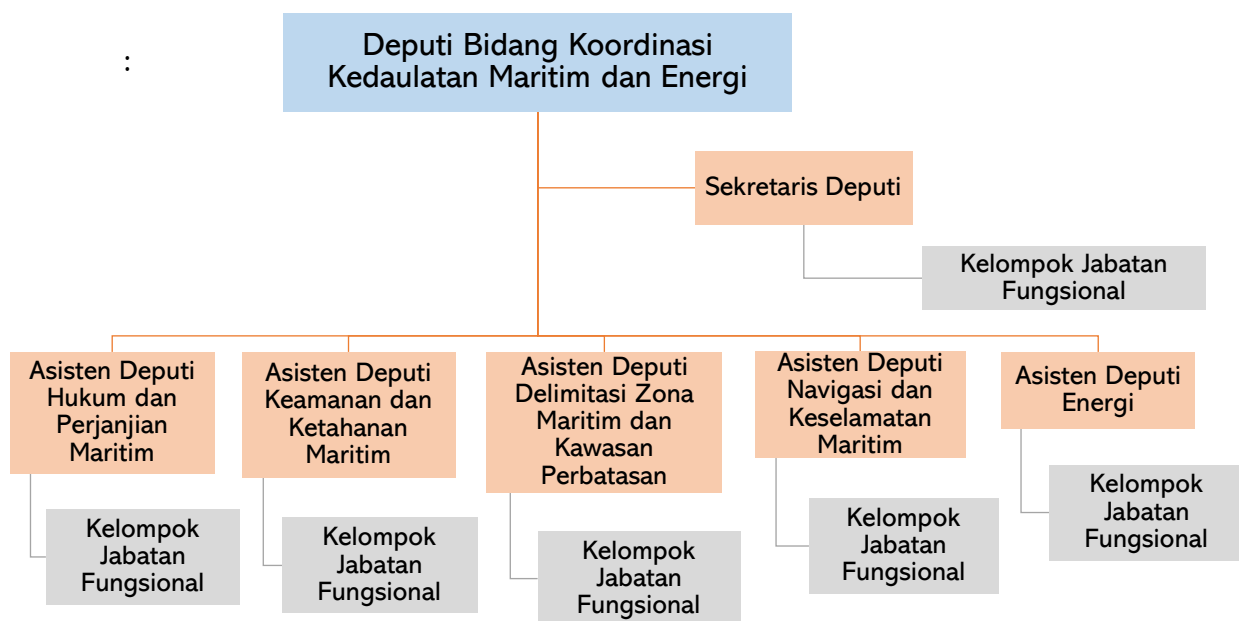 Deputi Bidang Koordinasi
Kedaulatan Maritim dan Energi
:
Sekretaris Deputi
Kelompok Jabatan
Fungsional
Asisten Deputi
Hukum dan
Perjanjian
Maritim
Asisten Deputi
Keamanan dan
Ketahanan
Maritim
Asisten Deputi
Delimitasi Zona
Maritim dan
Kawasan
Perbatasan
Asisten Deputi
Navigasi dan
Keselamatan
Maritim
Asisten Deputi
Energi
Kelompok
Jabatan
Fungsional
Kelompok
Jabatan
Fungsional
Kelompok
Jabatan
Fungsional
Kelompok
Jabatan
Fungsional
Kelompok
Jabatan
Fungsional